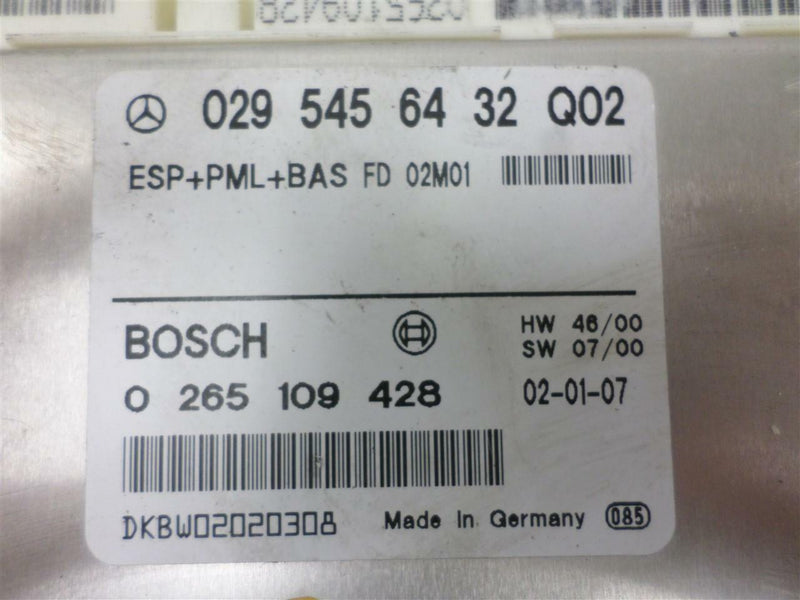 0265109428
029 545 64 32 Q02
ESP+PML+BAS FD 02M01
BOSCH
HW 46/00
SW 07/00
0 265 109 428
02-01-07
DKBW02020308
Made In Germany 085